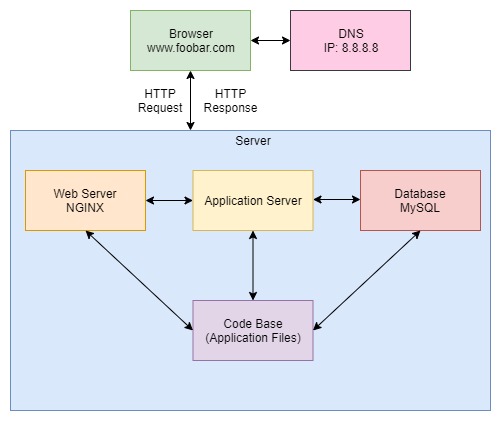 Browser
www.foobar.com
DNS
IP: 8.8.8.8
HTTP
Request
HTTP
Response
Server
Web Server
NGINX
Application Server
Database
MySQL
Code Base
(Application Files)